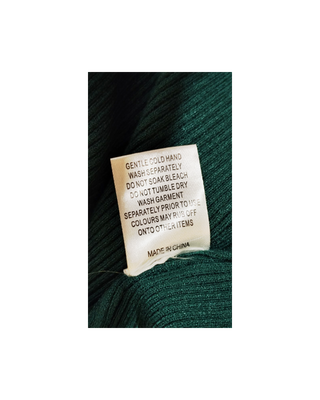 GENTLE COLD HAND
WASH SEPARATELY
DO NOT SOAK BLEACH
DO NOT TUMBLE DRY
WASH GARMENT
SEPARATELY PRIOR TO USE
COLOURS MAY RUB OFF
ONTO OTHER ITEMS
MADE IN CHINA